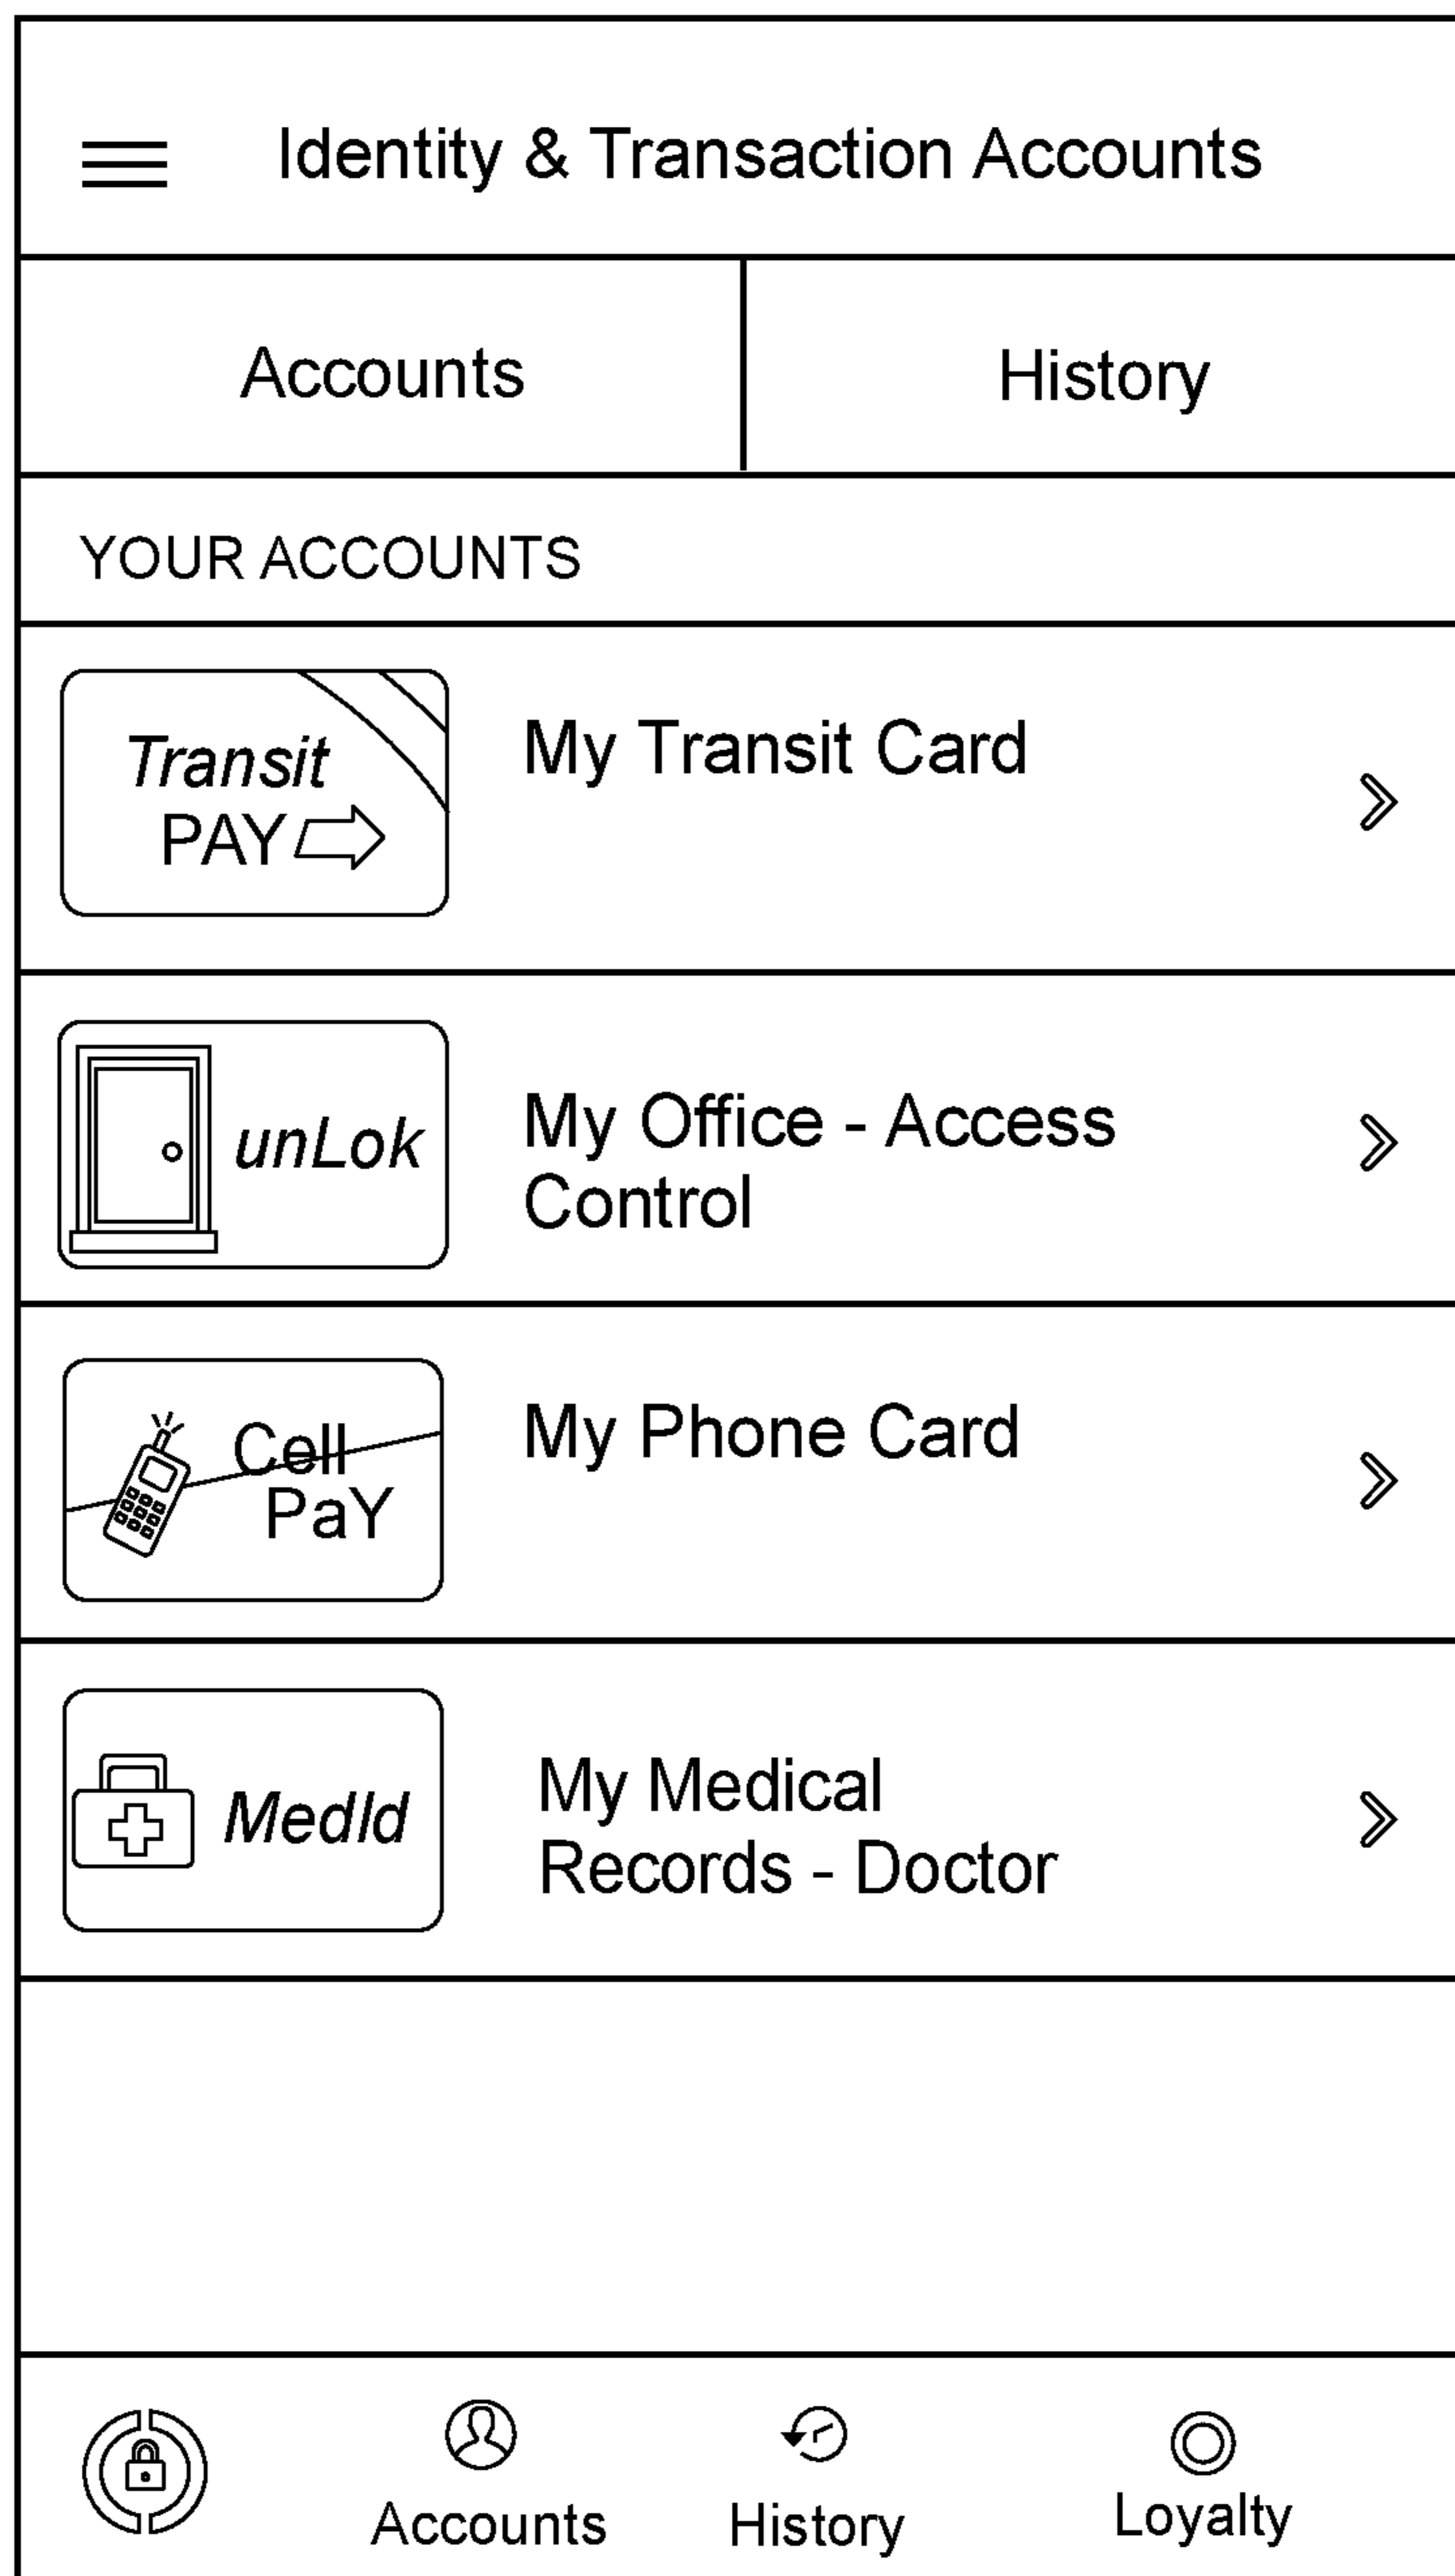 Identity & Transaction Accounts
Accounts
History
YOUR ACCOUNTS
Transit
PAY
My Transit Card
unLok
My Office - Access
Control
Cell
PaY
My Phone Card
MedId
My Medical
Records - Doctor
Accounts
History
Loyalty